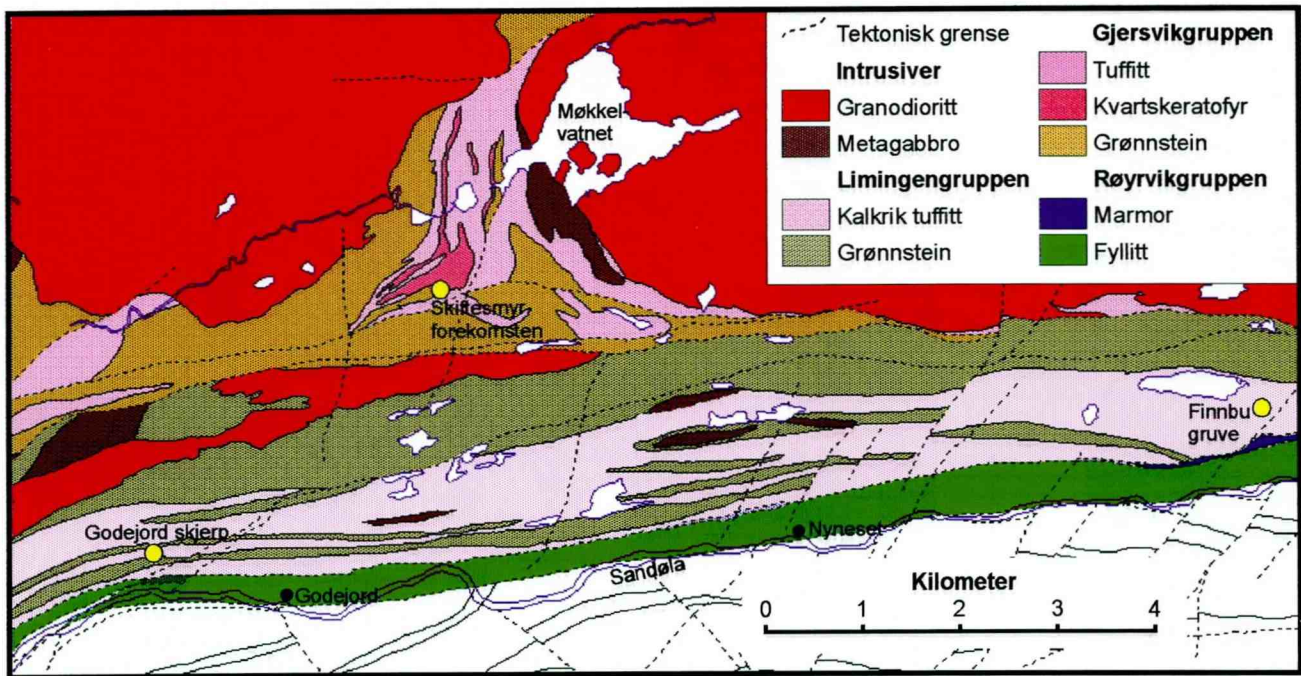 Tektonisk grense
Intrusiver
Granodioritt
Metagabbro
Limingengruppen
Kalkrik tuffitt
Grønnstein
Gjersvikgruppen
Tuffitt
Kvartskeratofyr
Grønnstein
Røyrvikgruppen
Marmor
Fyllitt
Møkkel-
vatnet
Skiftesmyr
forekomsten
Finnbu
gruve
Godejord skjerp
Nyneset
Sandøla
Godejord
Kilometer
0 1 2 3 4